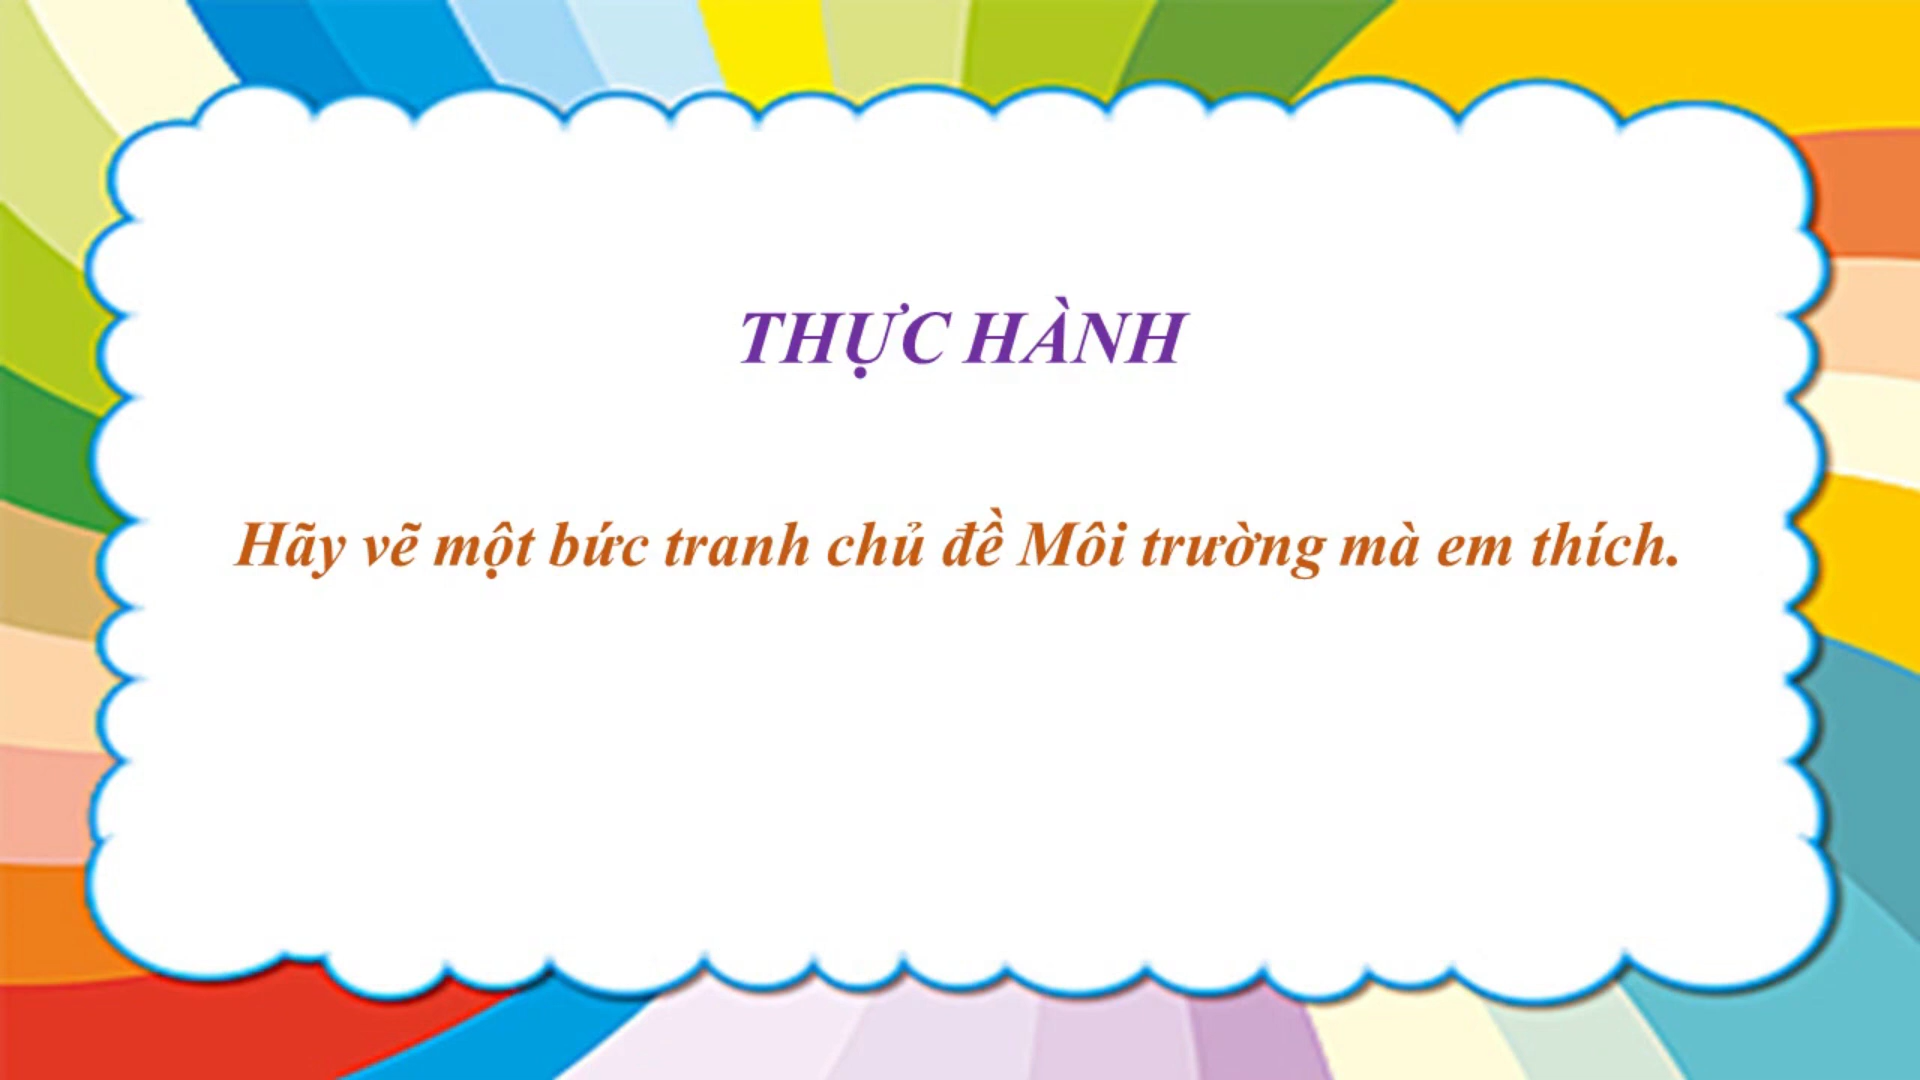 THỰC HÀNH
Hãy vẽ một bức tranh chủ đề Môi trường mà em thích.